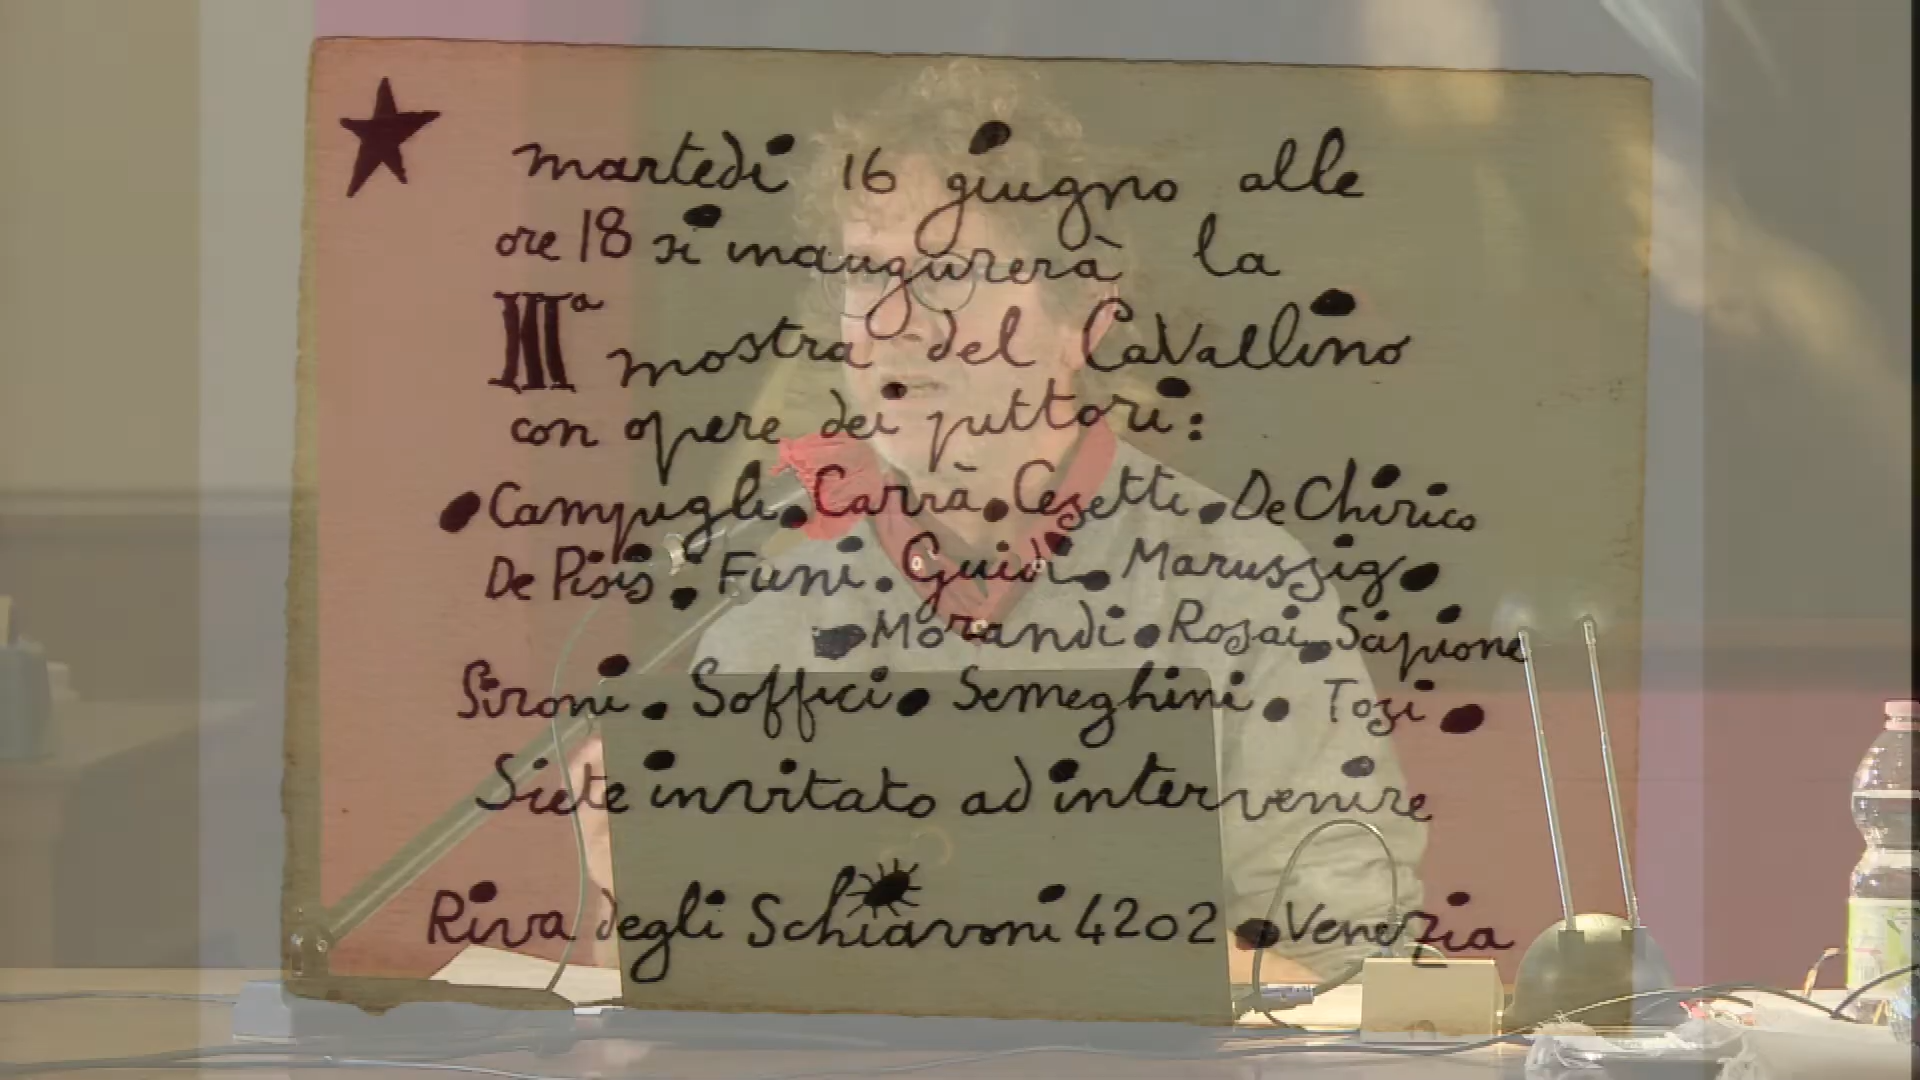 martedì 16 giugno alle
ore 18 si inaugurerà la
IIIª mostra del Cavallino
con opere dei pittori:
Campigli • Carrà • Cesetti • De Chirico
De Pisis • Funi • Guidi • Marussig •
Morandi • Rosai • Scipione
Sironi • Soffici • Semeghini • Tosi •
Siete invitato ad intervenire
Riva degli Schiavoni 4202 • Venezia